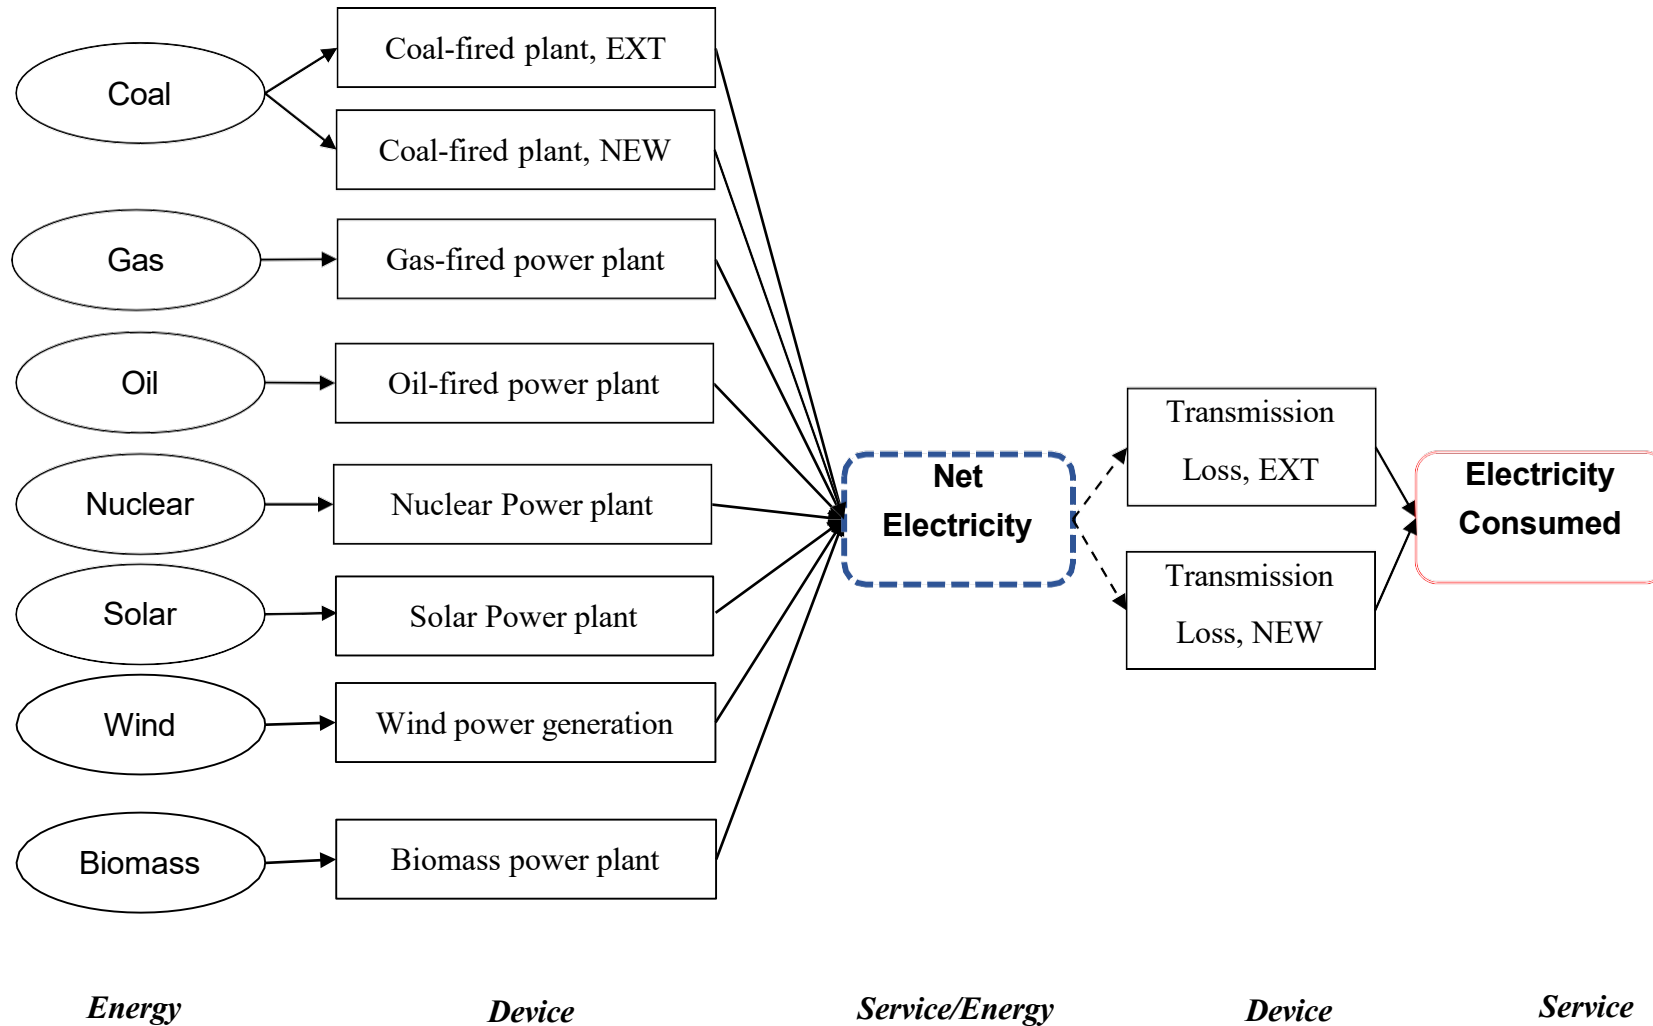 Coal
Coal-fired plant, EXT
Coal-fired plant, NEW
Gas
Gas-fired power plant
Oil
Oil-fired power plant
Nuclear
Nuclear Power plant
Solar
Solar Power plant
Wind
Wind power generation
Biomass
Biomass power plant
Net
Electricity
Transmission
Loss, EXT
Transmission
Loss, NEW
Electricity
Consumed
Energy
Device
Service/Energy
Device
Service